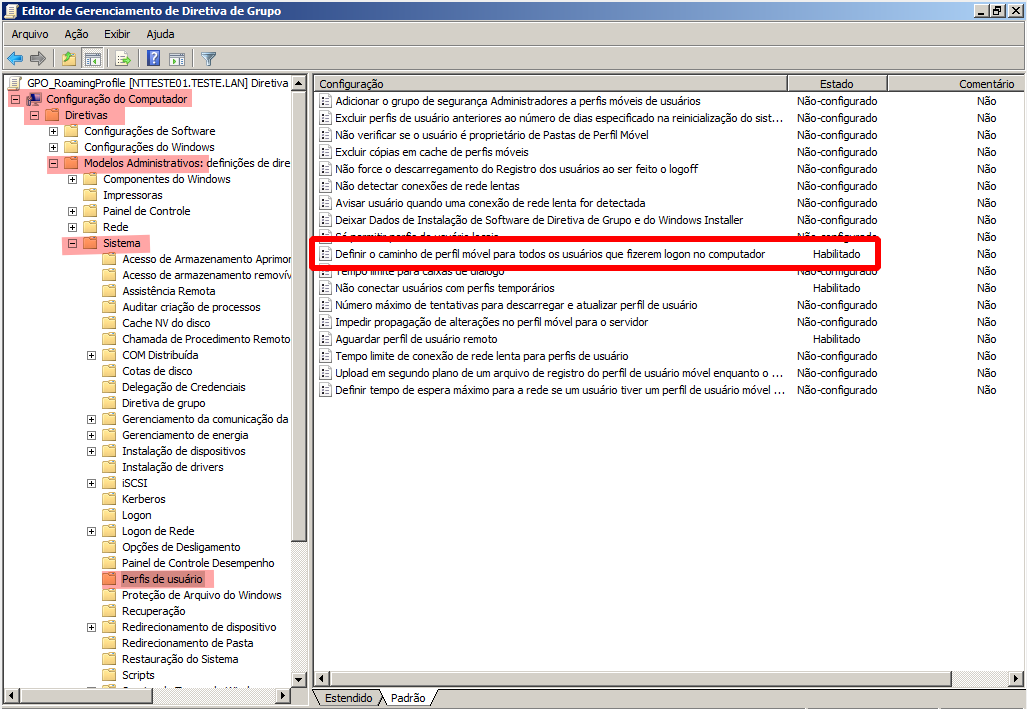 Editor de Gerenciamento de Diretiva de Grupo
Arquivo Ação Exibir Ajuda
GPO_RoamingProfile [NTTESTE01.TESTE.LAN] Diretiva
Configuração do Computador
Diretivas
Configurações de Software
Configurações do Windows
Modelos Administrativos: definições de dire
Componentes do Windows
Impressoras
Painel de Controle
Rede
Sistema
Acesso de Armazenamento Aprimor
Acesso de armazenamento removív
Assistência Remota
Auditar criação de processos
Cache NV do disco
Chamada de Procedimento Remoto
COM Distribuída
Cotas de disco
Delegação de Credenciais
Diretiva de grupo
Gerenciamento da comunicação da
Gerenciamento de energia
Instalação de dispositivos
Instalação de drivers
iSCSI
Kerberos
Logon
Logon de Rede
Opções de Desligamento
Painel de Controle Desempenho
Perfis de usuário
Proteção de Arquivo do Windows
Recuperação
Redirecionamento de dispositivo
Redirecionamento de Pasta
Restauração do Sistema
Scripts
Configuração Estado Comentário
Adicionar o grupo de segurança Administradores a perfis móveis de usuários Não-configurado Não
Excluir perfis de usuário anteriores ao número de dias especificado na reinicialização do sist... Não-configurado Não
Não verificar se o usuário é proprietário de Pastas de Perfil Móvel Não-configurado Não
Excluir cópias em cache de perfis móveis Não-configurado Não
Não force o descarregamento do Registro dos usuários ao ser feito o logoff Não-configurado Não
Não detectar conexões de rede lentas Não-configurado Não
Avisar usuário quando uma conexão de rede lenta for detectada Não-configurado Não
Deixar Dados de Instalação de Software de Diretiva de Grupo e do Windows Installer Não-configurado Não
Só permitir perfis de usuário locais Não-configurado Não
Definir o caminho de perfil móvel para todos os usuários que fizerem logon no computador Habilitado Não
Tempo limite para caixas de diálogo Não-configurado Não
Não conectar usuários com perfis temporários Habilitado Não
Número máximo de tentativas para descarregar e atualizar perfil de usuário Não-configurado Não
Impedir propagação de alterações no perfil móvel para o servidor Não-configurado Não
Aguardar perfil de usuário remoto Habilitado Não
Tempo limite de conexão de rede lenta para perfis de usuário Não-configurado Não
Upload em segundo plano de um arquivo de registro do perfil de usuário móvel enquanto o ... Não-configurado Não
Definir tempo de espera máximo para a rede se um usuário tiver um perfil de usuário móvel ... Não-configurado Não
Estendido Padrão